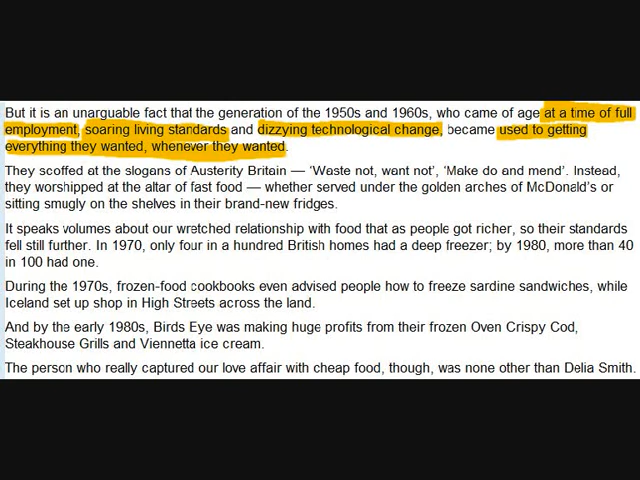 But it is an unarguable fact that the generation of the 1950s and 1960s, who came of age at a time of full
employment, soaring living standards and dizzying technological change, became used to getting
everything they wanted, whenever they wanted.
They scoffed at the slogans of Austerity Britain — ‘Waste not, want not’, ‘Make do and mend’. Instead,
they worshipped at the altar of fast food — whether served under the golden arches of McDonald’s or
sitting smugly on the shelves in their brand-new fridges.
It speaks volumes about our wretched relationship with food that as people got richer, so their standards
fell still further. In 1970, only four in a hundred British homes had a deep freezer; by 1980, more than 40
in 100 had one.
During the 1970s, frozen-food cookbooks even advised people how to freeze sardine sandwiches, while
Iceland set up shop in High Streets across the land.
And by the early 1980s, Birds Eye was making huge profits from their frozen Oven Crispy Cod,
Steakhouse Grills and Viennetta ice cream.
The person who really captured our love affair with cheap food, though, was none other than Delia Smith.